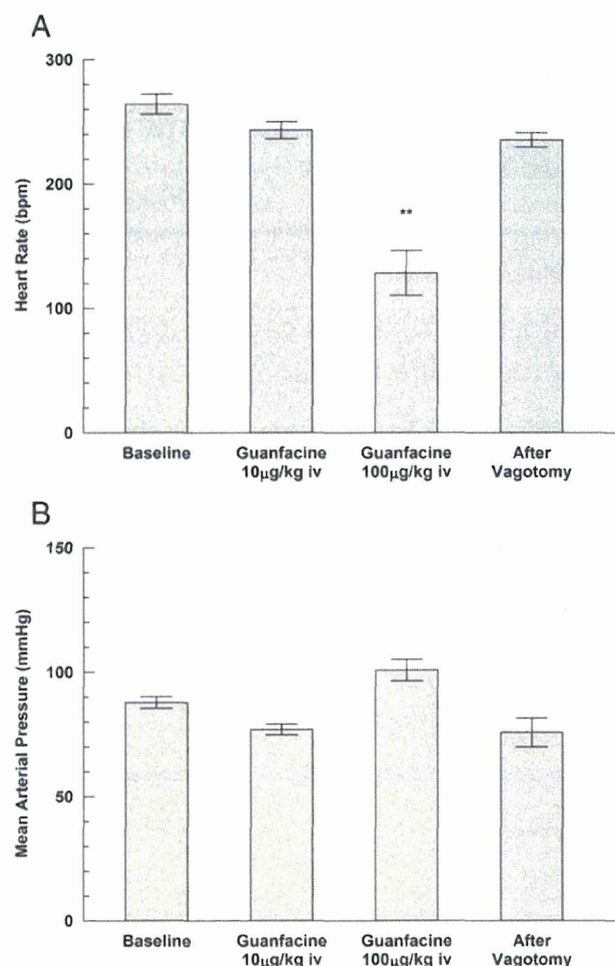 A
300
200
100
0
Heart Rate (bpm)
**
Baseline Guanfacine Guanfacine After
10µg/kg iv 100µg/kg iv Vagotomy
B
150
100
50
0
Mean Arterial Pressure (mmHg)
Baseline Guanfacine Guanfacine After
10µg/kg iv 100µg/kg iv Vagotomy